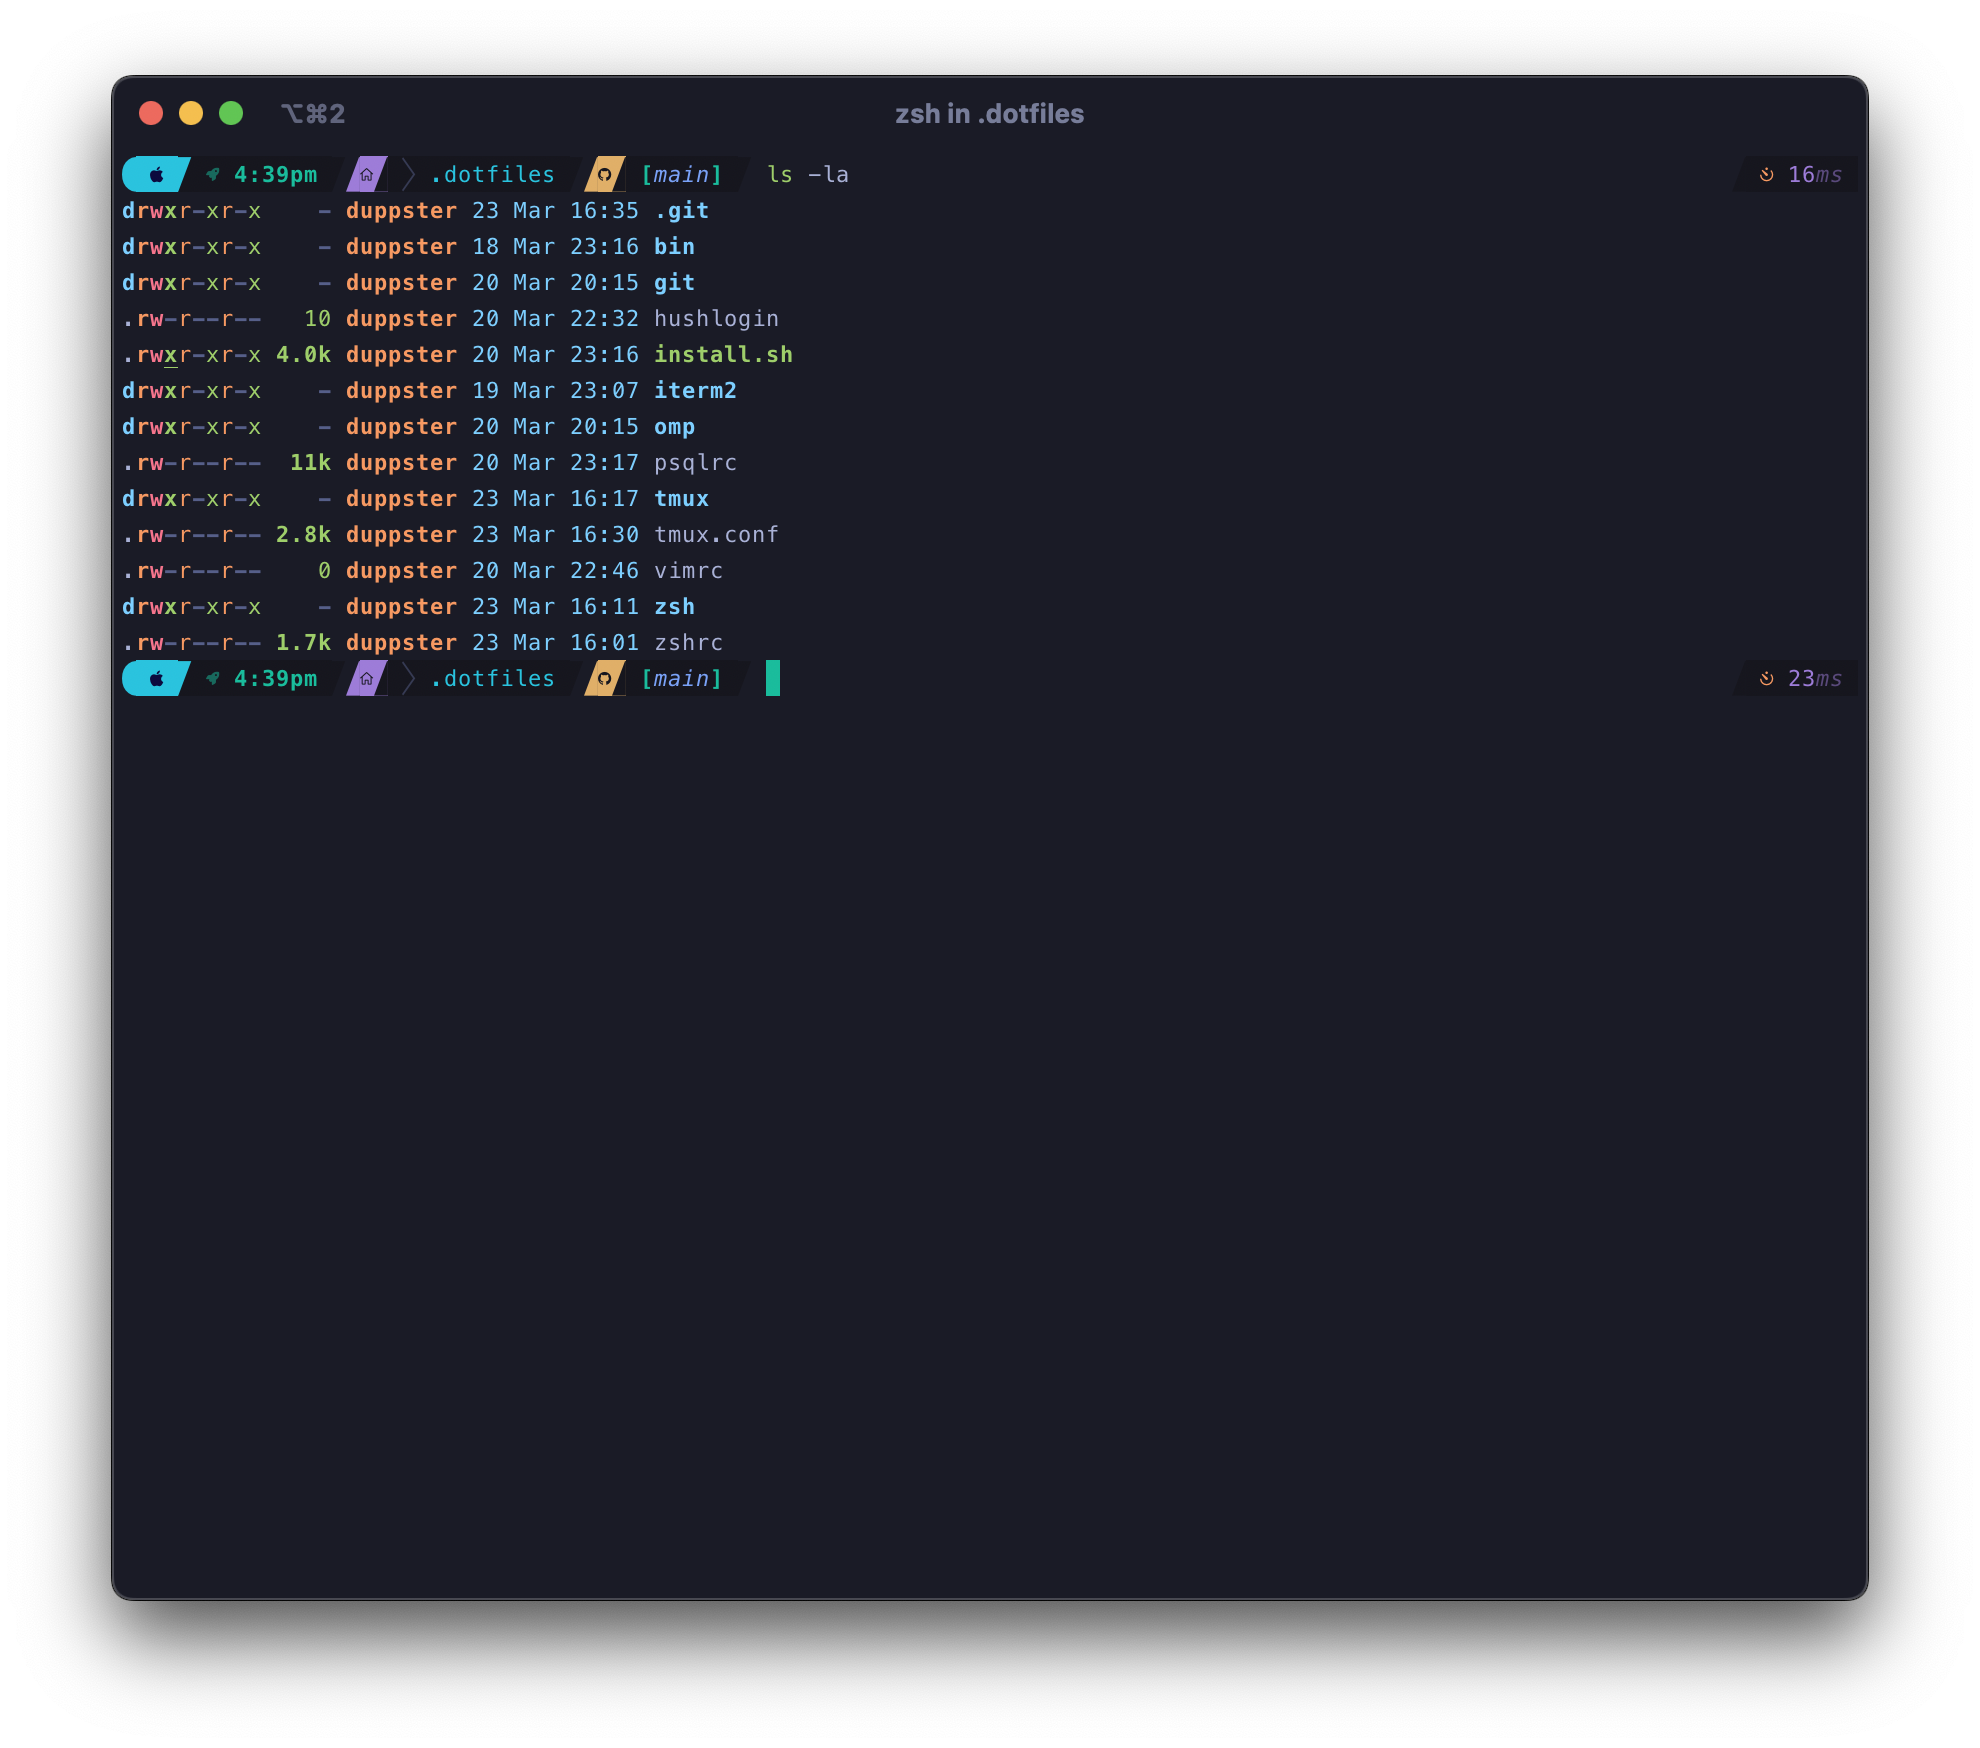 ⌥⌘2 zsh in .dotfiles
4:39pm .dotfiles [main] ls -la 16ms
drwxr-xr-x    - duppster 23 Mar 16:35 .git
drwxr-xr-x    - duppster 18 Mar 23:16 bin
drwxr-xr-x    - duppster 20 Mar 20:15 git
.rw-r--r--   10 duppster 20 Mar 22:32 hushlogin
.rwxr-xr-x 4.0k duppster 20 Mar 23:16 install.sh
drwxr-xr-x    - duppster 19 Mar 23:07 iterm2
drwxr-xr-x    - duppster 20 Mar 20:15 omp
.rw-r--r--  11k duppster 20 Mar 23:17 psqlrc
drwxr-xr-x    - duppster 23 Mar 16:17 tmux
.rw-r--r-- 2.8k duppster 23 Mar 16:30 tmux.conf
.rw-r--r--    0 duppster 20 Mar 22:46 vimrc
drwxr-xr-x    - duppster 23 Mar 16:11 zsh
.rw-r--r-- 1.7k duppster 23 Mar 16:01 zshrc
4:39pm .dotfiles [main] 23ms